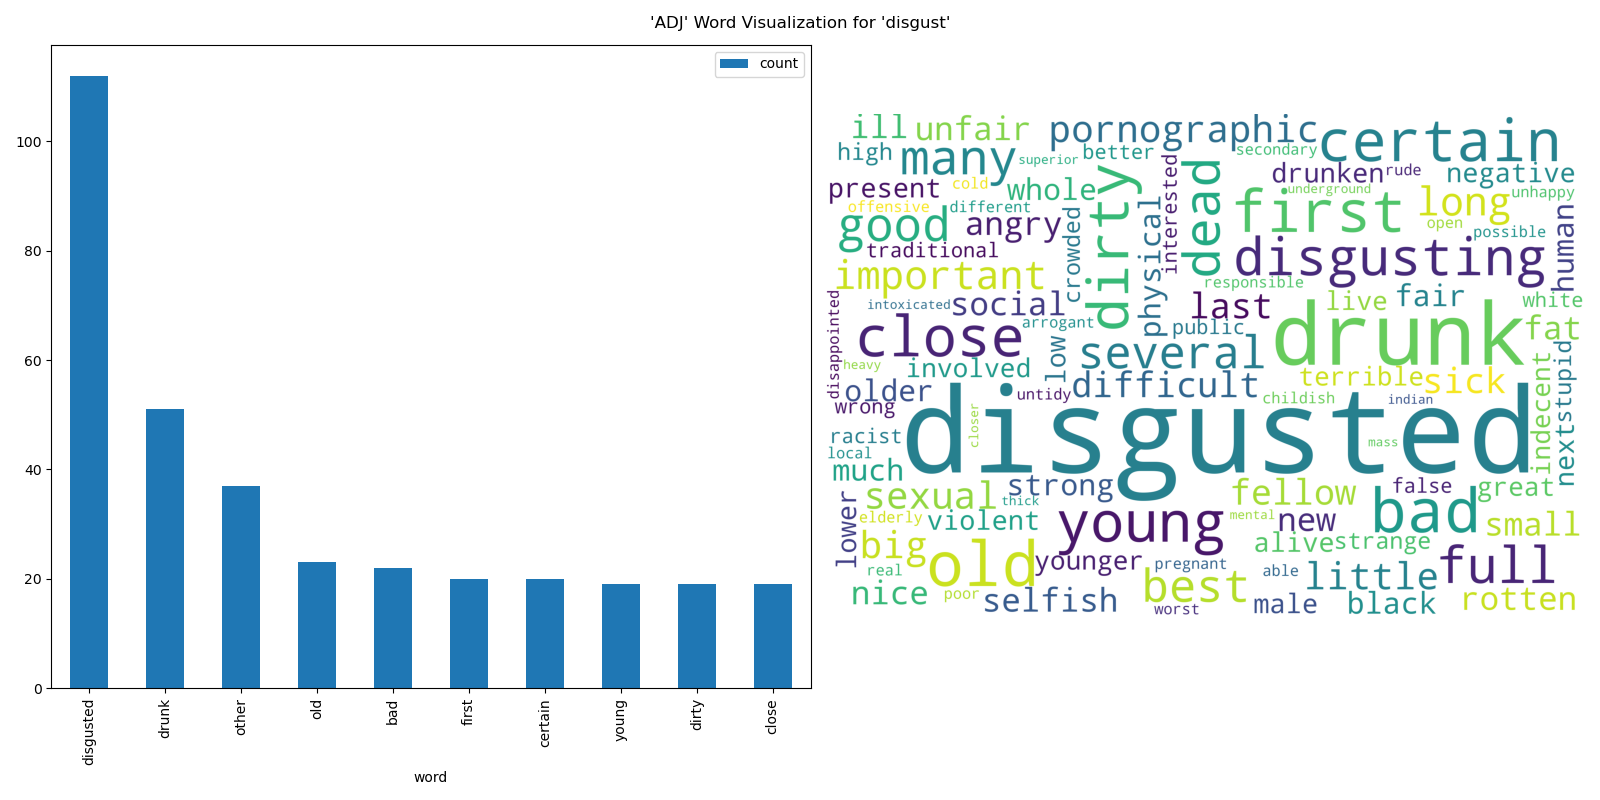 'ADJ' Word Visualization for 'disgust'
count
100
80
60
40
20
0
disgusted
drunk
other
old
bad
first
certain
young
dirty
close
word
ill
unfair
pornographic
certain
high
many
superior
better
secondary
drunken
rude
negative
present
cold
whole
dirty
interested
dead
underground
unhappy
offensive
different
good
angry
crowded
physical
first
long
open
possible
human
traditional
disgusting
important
responsible
disappointed
intoxicated
social
last
live
fair
white
close
arrogant
public
drunk
fat
low
several
heavy
involved
terrible
sick
indecent
stupid
older
untidy
difficult
childish
indian
wrong
closer
disgusted
mass
next
racist
local
much
strong
fellow
false
great
sexual
thick
bad
lower
elderly
violent
young
mental
new
small
big
old
younger
alive
strange
full
real
pregnant
able
little
nice
poor
selfish
best
worst
male
black
rotten